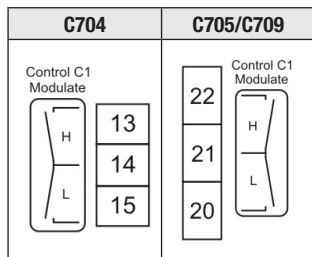 C704
C705/C709
Control C1
Modulate
H
L
13
14
15
22
21
20
Control C1
Modulate
H
L